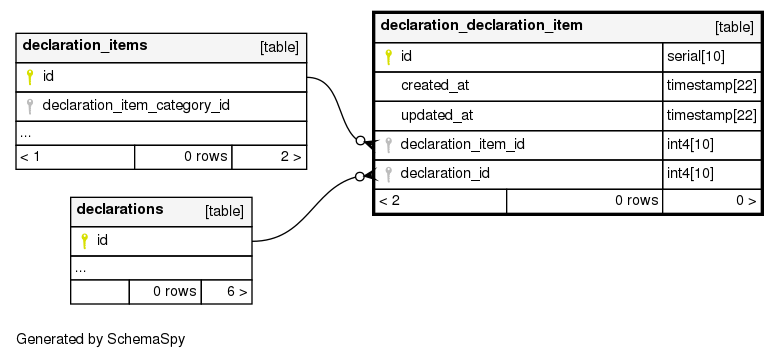 declaration_items [table]
id
declaration_item_category_id
...
< 1 0 rows 2 >
declarations [table]
id
...
0 rows 6 >
declaration_declaration_item [table]
id serial[10]
created_at timestamp[22]
updated_at timestamp[22]
declaration_item_id int4[10]
declaration_id int4[10]
< 2 0 rows 0 >
Generated by SchemaSpy